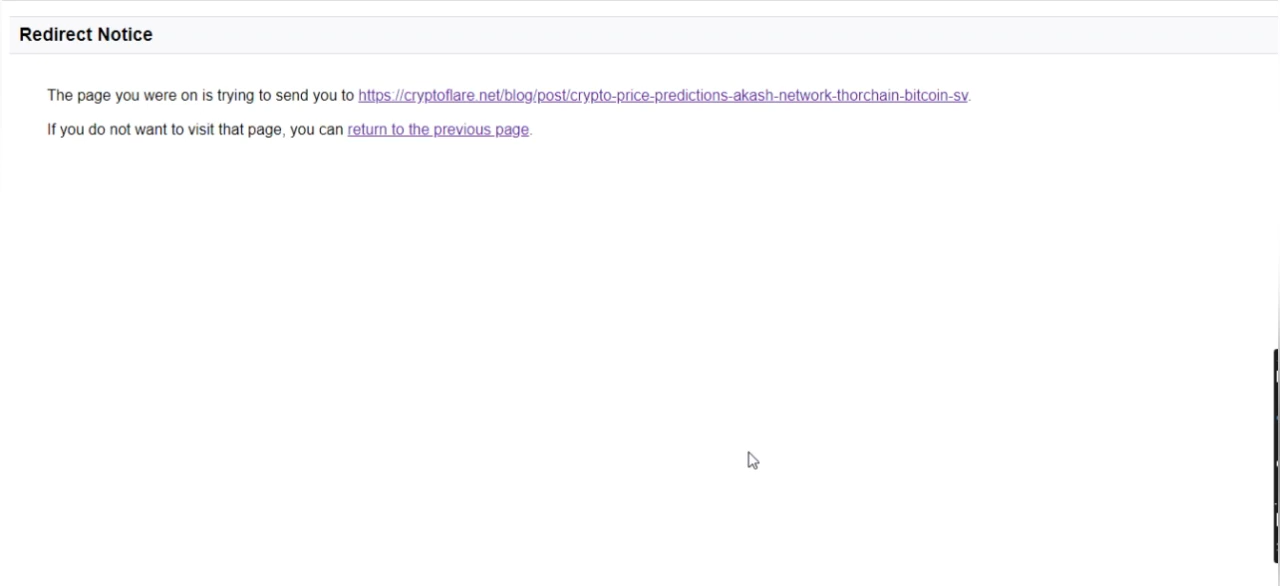 Redirect Notice
The page you were on is trying to send you to https://cryptoflare.net/blog/post/crypto-price-predictions-akash-network-thorchain-bitcoin-sv.
If you do not want to visit that page, you can return to the previous page.